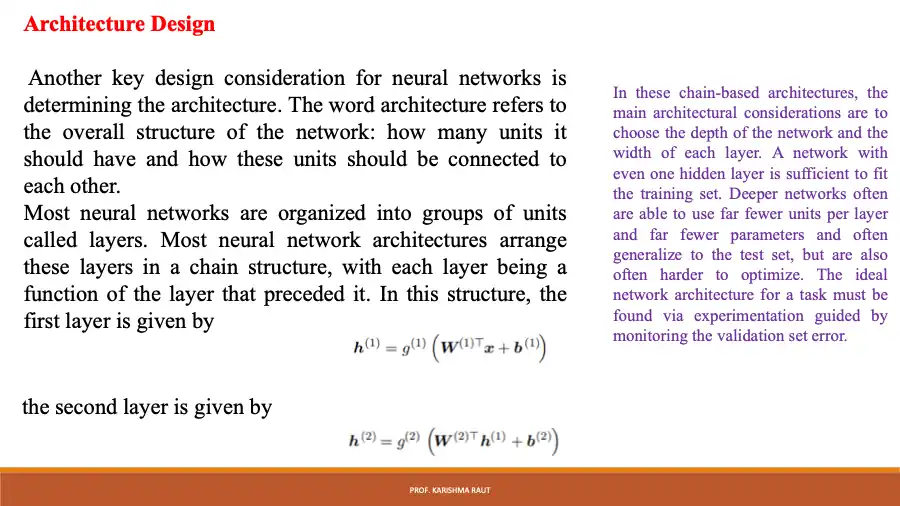 Architecture Design
Another key design consideration for neural networks is
determining the architecture. The word architecture refers to
the overall structure of the network: how many units it
should have and how these units should be connected to
each other.
Most neural networks are organized into groups of units
called layers. Most neural network architectures arrange
these layers in a chain structure, with each layer being a
function of the layer that preceded it. In this structure, the
first layer is given by
h⁽¹⁾ = g⁽¹⁾ (W⁽¹⁾⊤x + b⁽¹⁾)
the second layer is given by
h⁽²⁾ = g⁽²⁾ (W⁽²⁾⊤h⁽¹⁾ + b⁽²⁾)
In these chain-based architectures, the
main architectural considerations are to
choose the depth of the network and the
width of each layer. A network with
even one hidden layer is sufficient to fit
the training set. Deeper networks often
are able to use far fewer units per layer
and far fewer parameters and often
generalize to the test set, but are also
often harder to optimize. The ideal
network architecture for a task must be
found via experimentation guided by
monitoring the validation set error.
PROF. KARISHMA RAUT